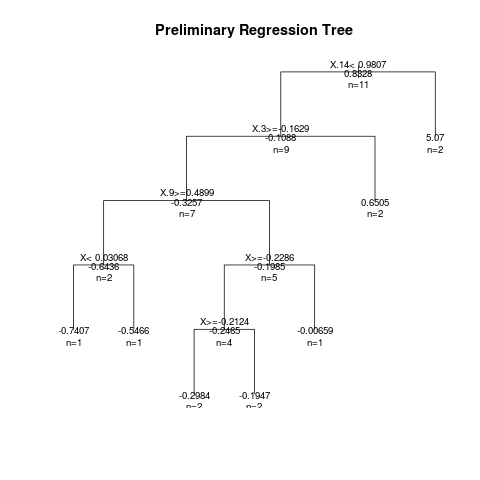 Preliminary Regression Tree
X.14< 0.9807
0.8328
n=11
X.3>=-0.1629
-0.1088
n=9
5.07
n=2
X.9>=0.4899
-0.3257
n=7
0.6505
n=2
X< 0.03068
-0.6436
n=2
X>=-0.2286
-0.1985
n=5
-0.7407
n=1
-0.5466
n=1
X>=-0.2124
-0.2465
n=4
-0.00659
n=1
-0.2984
n=2
-0.1947
n=2